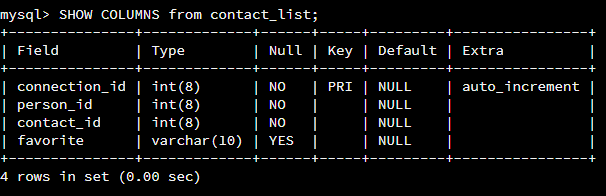 mysql> SHOW COLUMNS from contact_list;
+---------------+-------------+------+-----+---------+----------------+
| Field         | Type        | Null | Key | Default | Extra          |
+---------------+-------------+------+-----+---------+----------------+
| connection_id | int(8)      | NO   | PRI | NULL    | auto_increment |
| person_id     | int(8)      | NO   |     | NULL    |                |
| contact_id    | int(8)      | NO   |     | NULL    |                |
| favorite      | varchar(10) | YES  |     | NULL    |                |
+---------------+-------------+------+-----+---------+----------------+
4 rows in set (0.00 sec)